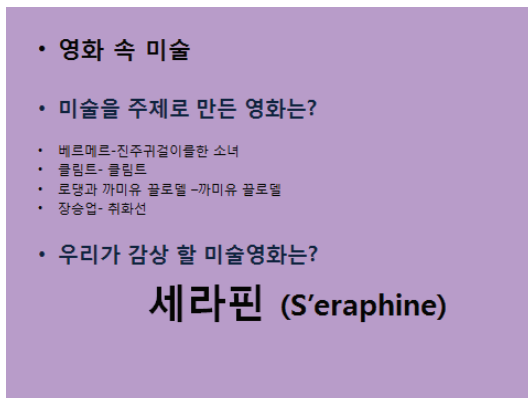 • 영화 속 미술
• 미술을 주제로 만든 영화는?
• 베르메르-진주귀걸이를한 소녀
• 클림트- 클림트
• 로댕과 까미유 끌로델 –까미유 끌로델
• 장승업- 취화선
• 우리가 감상 할 미술영화는?
세라핀 (S’eraphine)